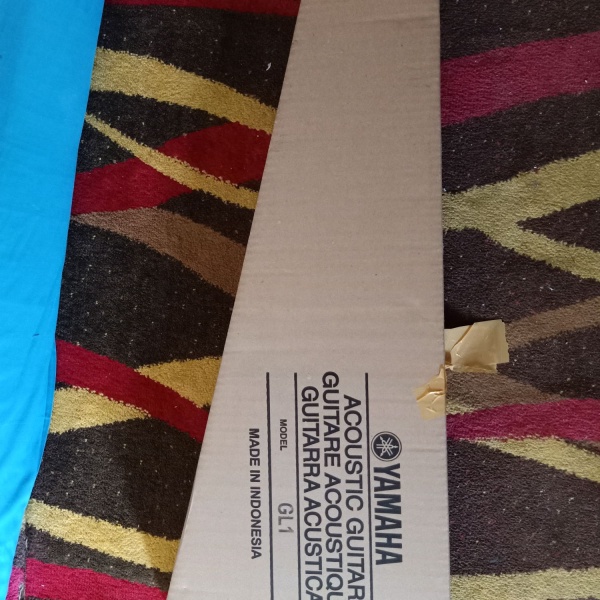 YAMAHA
ACOUSTIC GUITAR
GUITARE ACOUSTIQU
GUITARRA ACUSTICA
MODEL GL1
MADE IN INDONESIA